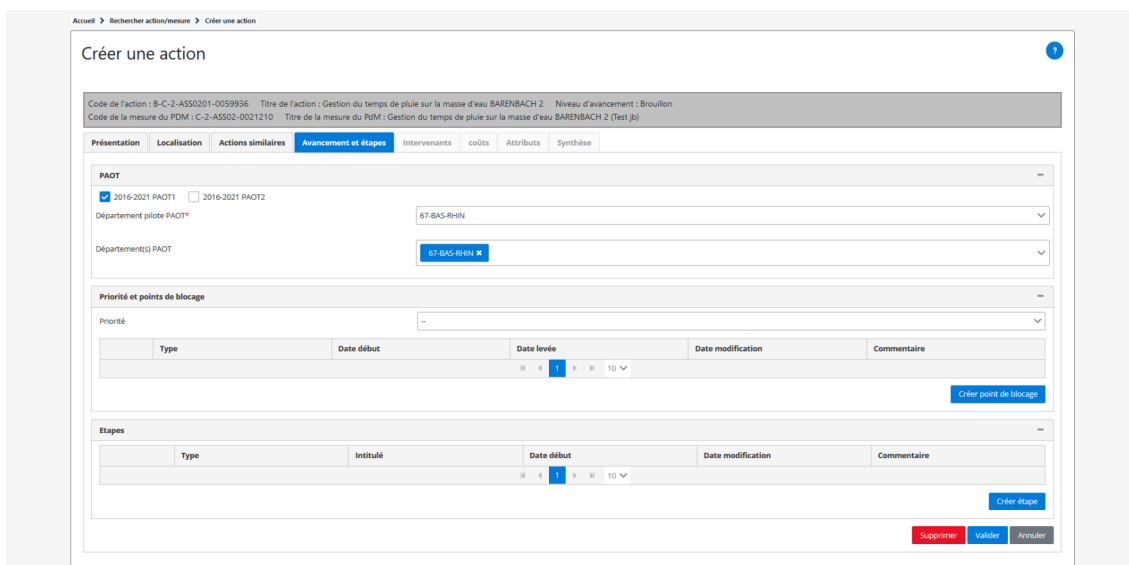 Accueil > Rechercher action/mesure > Créer une action
Créer une action
?
Code de l'action : B-C-2-ASS0201-0059936 Titre de l'action : Gestion du temps de pluie sur la masse d'eau BARENBACH 2 Niveau d'avancement : Brouillon
Code de la mesure du PDM : C-2-ASS02-0021210 Titre de la mesure du PdM : Gestion du temps de pluie sur la masse d'eau BARENBACH 2 (Test jb)
Présentation Localisation Actions similaires Avancement et étapes Intervenants coûts Attributs Synthèse
PAOT
2016-2021 PAOT1 2016-2021 PAOT2
Département pilote PAOT* 67-BAS-RHIN
Département(s) PAOT 67-BAS-RHIN ✖
Priorité et points de blocage
Priorité --
Type Date début Date levée Date modification Commentaire
1 10
Créer point de blocage
Etapes
Type Intitulé Date début Date modification Commentaire
1 10
Créer étape
Supprimer Valider Annuler